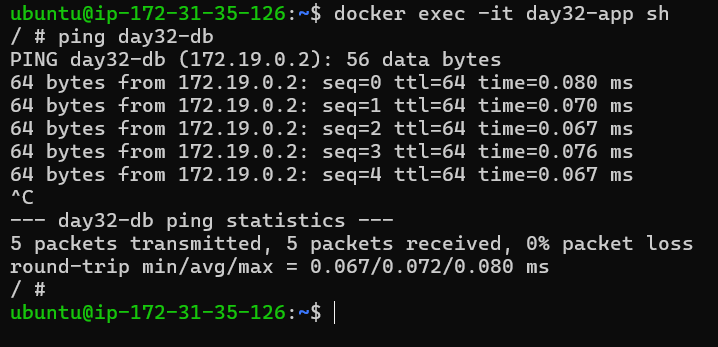 ubuntu@ip-172-31-35-126:~$ docker exec -it day32-app sh
/ # ping day32-db
PING day32-db (172.19.0.2): 56 data bytes
64 bytes from 172.19.0.2: seq=0 ttl=64 time=0.080 ms
64 bytes from 172.19.0.2: seq=1 ttl=64 time=0.070 ms
64 bytes from 172.19.0.2: seq=2 ttl=64 time=0.067 ms
64 bytes from 172.19.0.2: seq=3 ttl=64 time=0.076 ms
64 bytes from 172.19.0.2: seq=4 ttl=64 time=0.067 ms
^C
--- day32-db ping statistics ---
5 packets transmitted, 5 packets received, 0% packet loss
round-trip min/avg/max = 0.067/0.072/0.080 ms
/ #
ubuntu@ip-172-31-35-126:~$